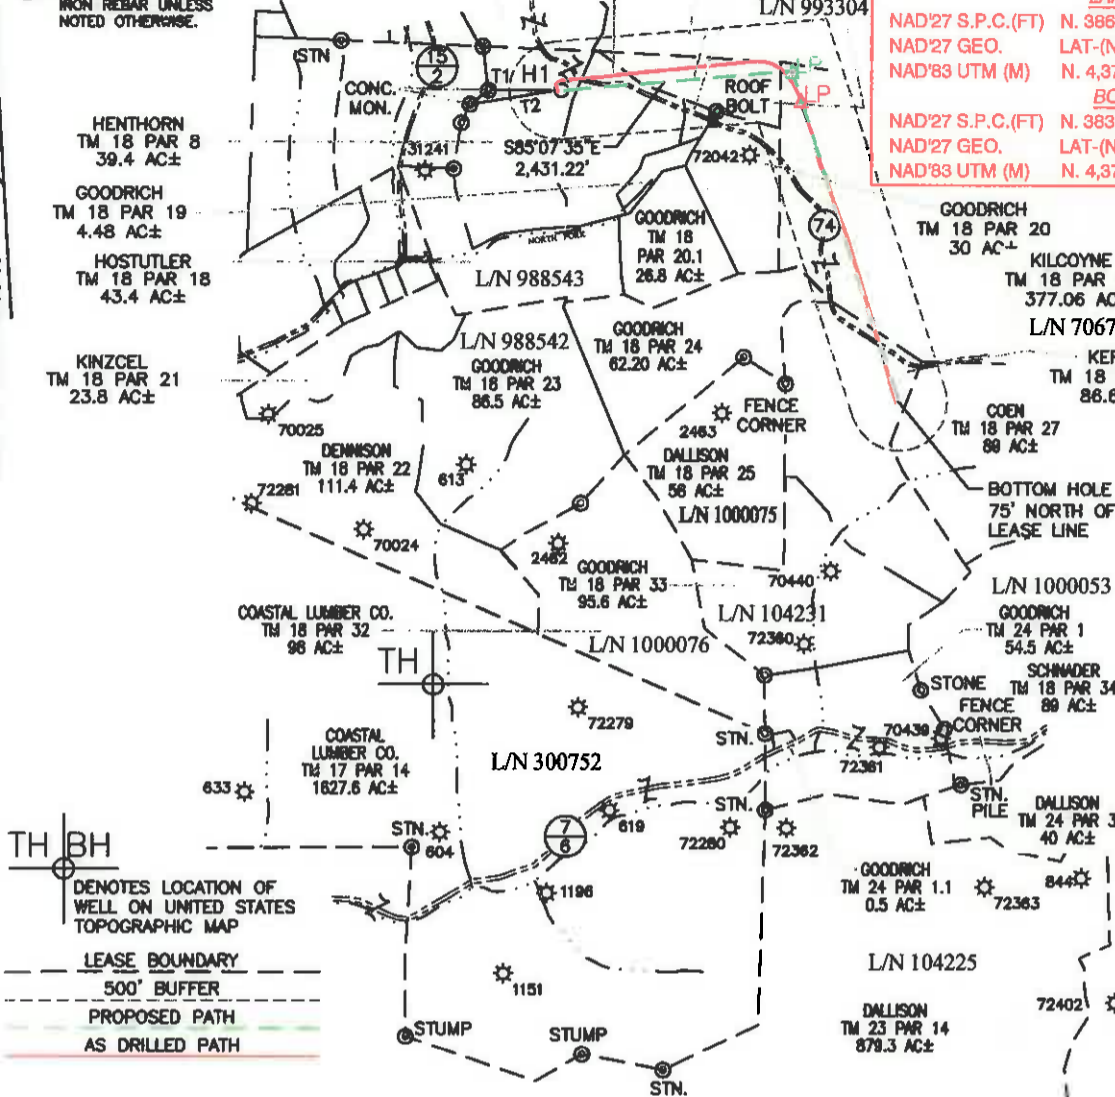 IRON REBAR UNLESS
NOTED OTHERWISE.
L/N 993304
NAD'27 S.P.C.(FT)
NAD'27 GEO.
NAD'83 UTM (M)
NAD'27 S.P.C.(FT)
NAD'27 GEO.
NAD'83 UTM (M)
STN
15
2
T1
H1
T2
CONC.
MON.
LP
LP
ROOF
BOLT
S85°07'35"E
2,431.22'
31241
72042
HENTHORN
TM 18 PAR 8
39.4 AC±
GOODRICH
TM 18 PAR 19
4.48 AC±
HOSTUTLER
TM 18 PAR 18
43.4 AC±
KINZCEL
TM 18 PAR 21
23.8 AC±
NORTH FORK
L/N 988543
GOODRICH
TM 18
PAR 20.1
26.8 AC±
74
GOODRICH
TM 18 PAR 20
30 AC±
KILCOYNE
TM 18 PAR
377.06 AC
L/N 7067
TM 18
86.6
L/N 988542
GOODRICH
TM 18 PAR 23
86.5 AC±
GOODRICH
TM 18 PAR 24
62.20 AC±
FENCE
CORNER
2463
COEN
TM 18 PAR 27
89 AC±
70025
DENNISON
TM 18 PAR 22
111.4 AC±
613
DALLISON
TM 18 PAR 25
56 AC±
L/N 1000075
BOTTOM HOLE
75' NORTH OF
LEASE LINE
72281
70024
2462
GOODRICH
TM 18 PAR 33
95.6 AC±
70440
L/N 1000053
COASTAL LUMBER CO.
TM 18 PAR 32
96 AC±
L/N 104231
72360
L/N 1000076
GOODRICH
TM 24 PAR 1
54.5 AC±
TH
STONE
SCHNADER
TM 18 PAR 34
89 AC±
72279
FENCE
CORNER
70439
STN.
72361
COASTAL
LUMBER CO.
TM 17 PAR 14
1627.6 AC±
L/N 300752
633
STN.
PILE
STN.
619
7
6
72280
72362
DALLISON
TM 24 PAR 3
40 AC±
STN.
604
TH BH
DENOTES LOCATION OF
WELL ON UNITED STATES
TOPOGRAPHIC MAP
1196
GOODRICH
TM 24 PAR 1.1
0.5 AC±
72363
844
LEASE BOUNDARY
500' BUFFER
PROPOSED PATH
AS DRILLED PATH
1151
L/N 104225
72402
DALLISON
TM 23 PAR 14
879.3 AC±
STUMP
STUMP
STN.